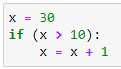 x = 30
if (x > 10):
    x = x + 1